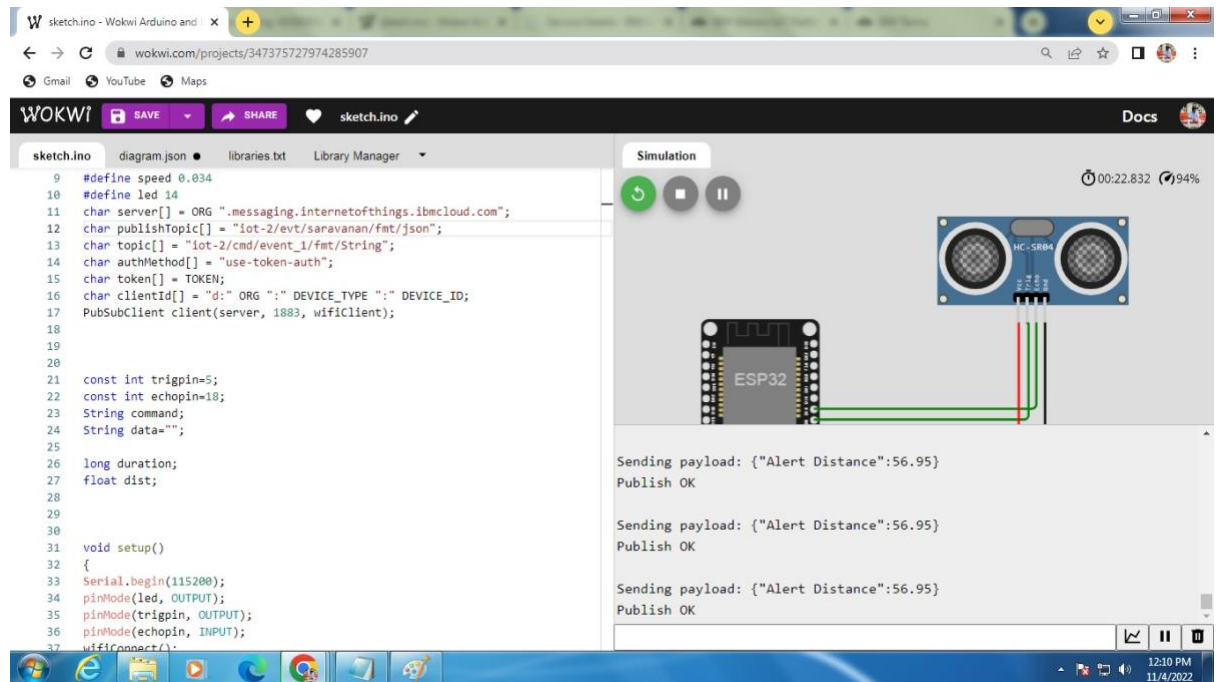 sketch.ino - Wokwi Arduino and
wokwi.com/projects/347375727974285907
Gmail YouTube Maps
WOKWI SAVE SHARE sketch.ino Docs
sketch.ino diagram.json ● libraries.txt Library Manager
9 #define speed 0.034
10 #define led 14
11 char server[] = ORG ".messaging.internetofthings.ibmcloud.com";
12 char publishTopic[] = "iot-2/evt/saravanan/fmt/json";
13 char topic[] = "iot-2/cmd/event_1/fmt/String";
14 char authMethod[] = "use-token-auth";
15 char token[] = TOKEN;
16 char clientId[] = "d:" ORG ":" DEVICE_TYPE ":" DEVICE_ID;
17 PubSubClient client(server, 1883, wifiClient);
18
19
20
21 const int trigpin=5;
22 const int echopin=18;
23 String command;
24 String data="";
25
26 long duration;
27 float dist;
28
29
30
31 void setup()
32 {
33 Serial.begin(115200);
34 pinMode(led, OUTPUT);
35 pinMode(trigpin, OUTPUT);
36 pinMode(echopin, INPUT);
37 wifiConnect();
Simulation
00:22.832 94%
HC-SR04
Vcc Trig Echo Gnd
ESP32
Sending payload: {"Alert Distance":56.95}
Publish OK
Sending payload: {"Alert Distance":56.95}
Publish OK
Sending payload: {"Alert Distance":56.95}
Publish OK
12:10 PM
11/4/2022